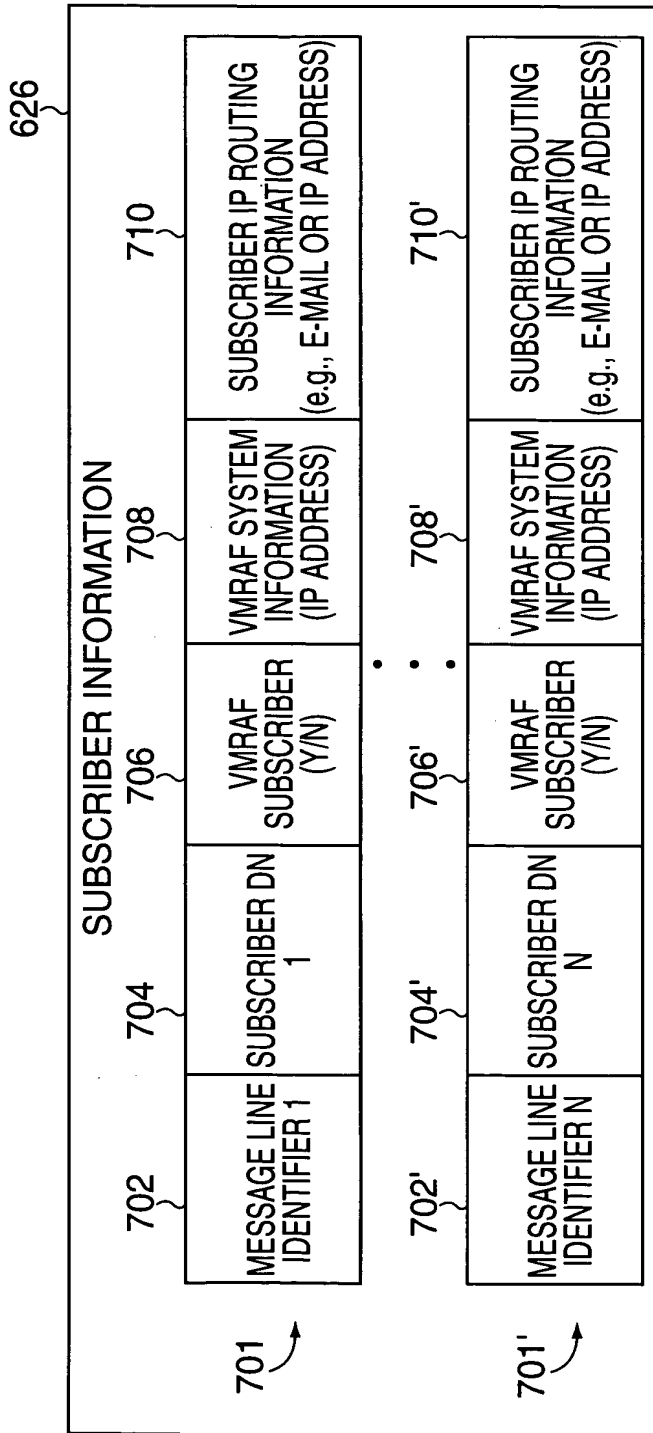 626
SUBSCRIBER INFORMATION
702
704
706
708
710
701
MESSAGE LINE
IDENTIFIER 1
SUBSCRIBER DN
1
VMRAF
SUBSCRIBER
(Y/N)
VMRAF SYSTEM
INFORMATION
(IP ADDRESS)
SUBSCRIBER IP ROUTING
INFORMATION
(e.g., E-MAIL OR IP ADDRESS)
• • •
702'
704'
706'
708'
710'
701'
MESSAGE LINE
IDENTIFIER N
SUBSCRIBER DN
N
VMRAF
SUBSCRIBER
(Y/N)
VMRAF SYSTEM
INFORMATION
(IP ADDRESS)
SUBSCRIBER IP ROUTING
INFORMATION
(e.g., E-MAIL OR IP ADDRESS)